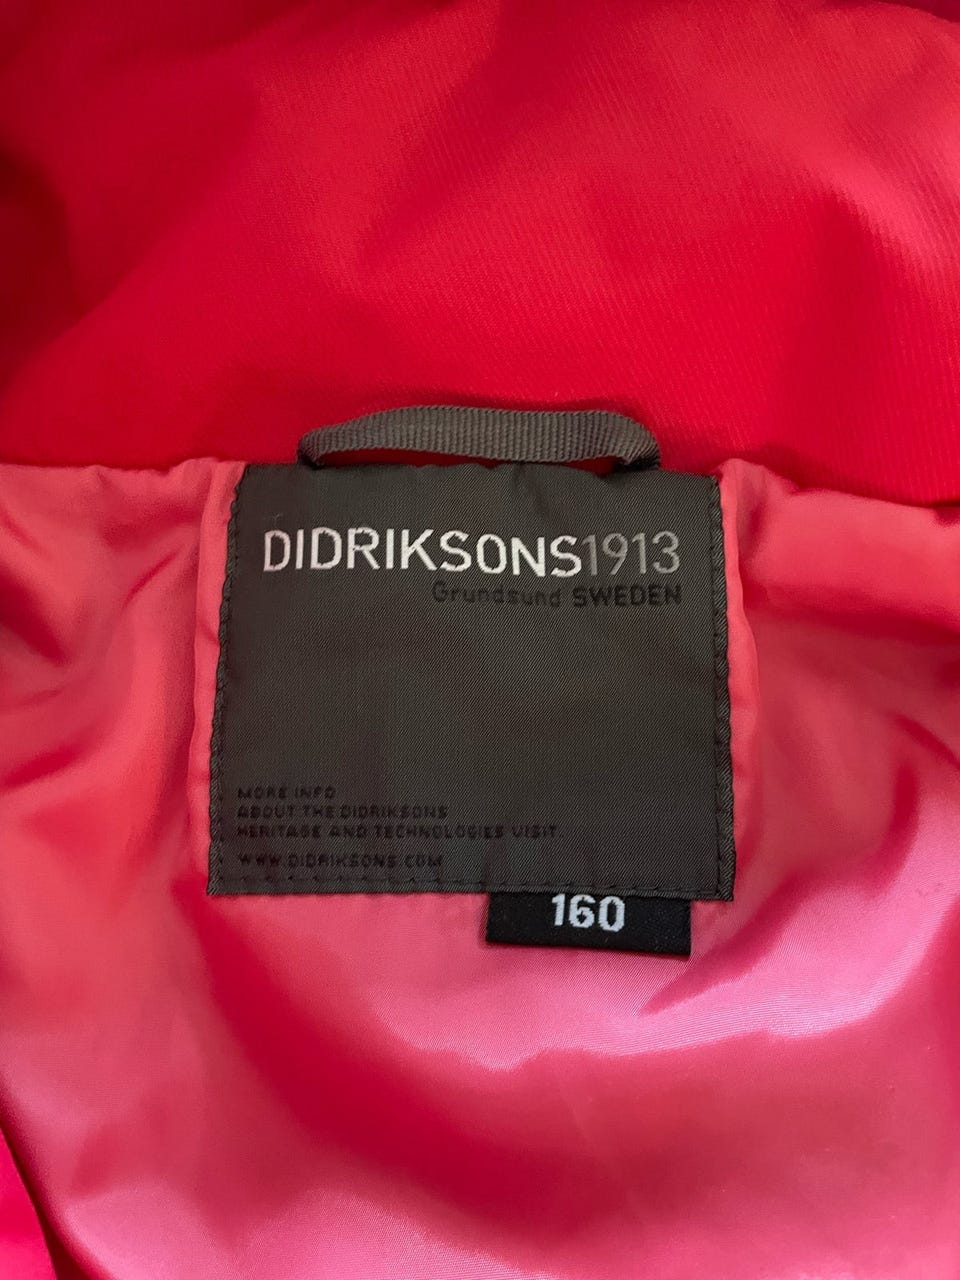 DIDRIKSONS1913
Grundsund SWEDEN
MORE INFO
ABOUT THE DIDRIKSONS
HERITAGE AND TECHNOLOGIES VISIT.
WWW.DIDRIKSONS.COM
160